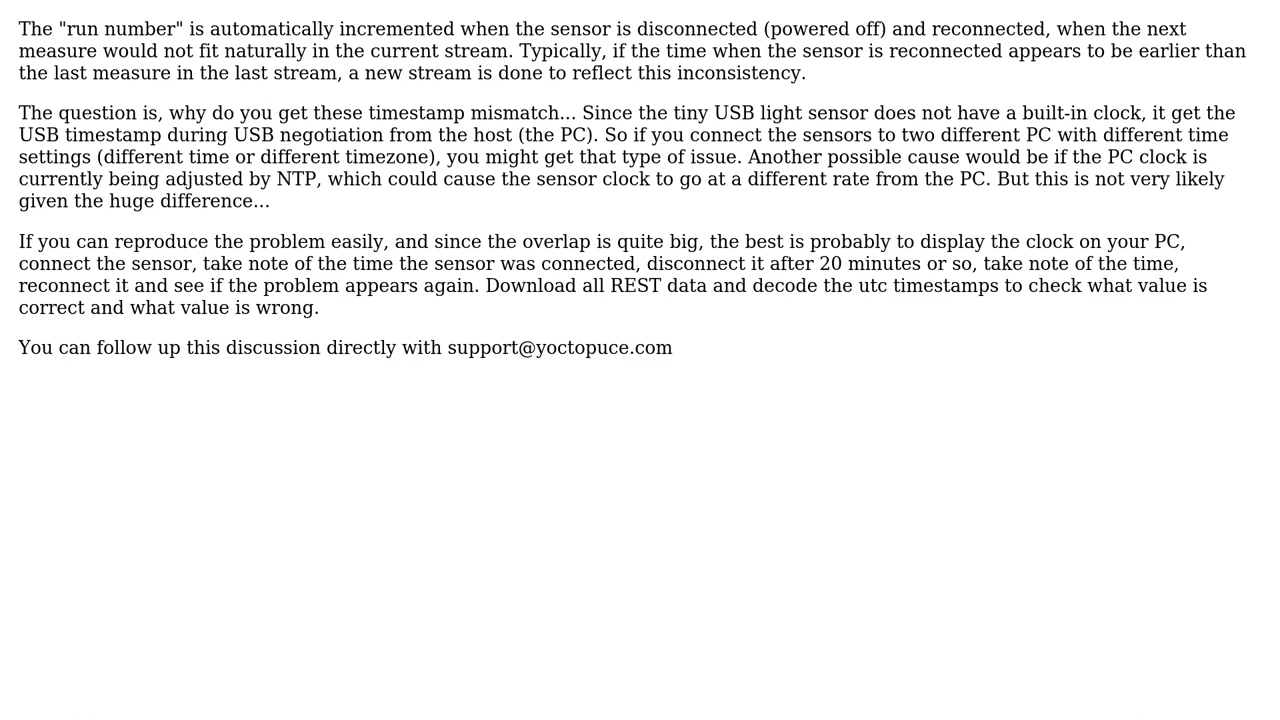 The "run number" is automatically incremented when the sensor is disconnected (powered off) and reconnected, when the next
measure would not fit naturally in the current stream. Typically, if the time when the sensor is reconnected appears to be earlier than
the last measure in the last stream, a new stream is done to reflect this inconsistency.
The question is, why do you get these timestamp mismatch... Since the tiny USB light sensor does not have a built-in clock, it get the
USB timestamp during USB negotiation from the host (the PC). So if you connect the sensors to two different PC with different time
settings (different time or different timezone), you might get that type of issue. Another possible cause would be if the PC clock is
currently being adjusted by NTP, which could cause the sensor clock to go at a different rate from the PC. But this is not very likely
given the huge difference...
If you can reproduce the problem easily, and since the overlap is quite big, the best is probably to display the clock on your PC,
connect the sensor, take note of the time the sensor was connected, disconnect it after 20 minutes or so, take note of the time,
reconnect it and see if the problem appears again. Download all REST data and decode the utc timestamps to check what value is
correct and what value is wrong.
You can follow up this discussion directly with support@yoctopuce.com